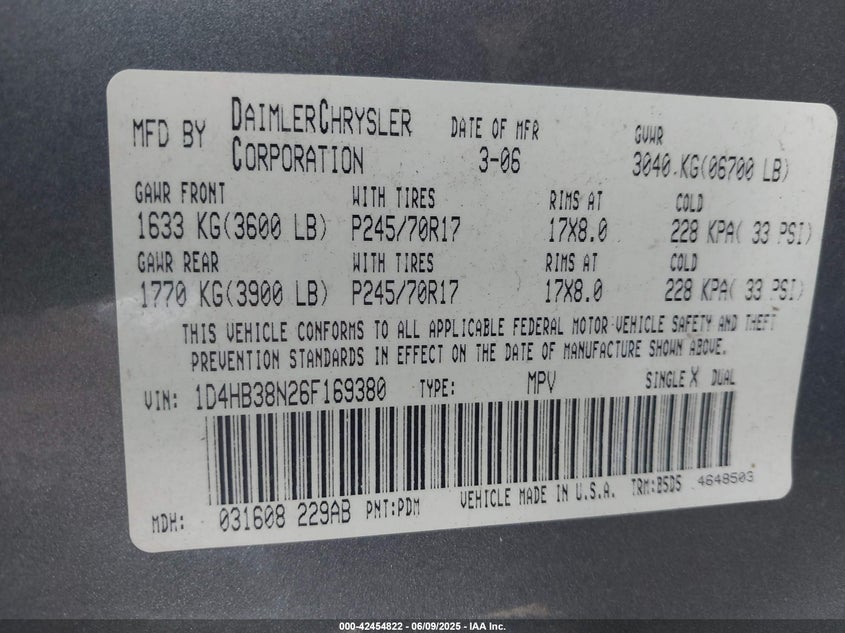 MFD BY DAIMLERCHRYSLER CORPORATION DATE OF MFR 3-06 GVWR 3040 KG(06700 LB)
GAWR FRONT WITH TIRES RIMS AT COLD
1633 KG(3600 LB) P245/70R17 17X8.0 228 KPA( 33 PSI)
GAWR REAR WITH TIRES RIMS AT COLD
1770 KG(3900 LB) P245/70R17 17X8.0 228 KPA( 33 PSI)
THIS VEHICLE CONFORMS TO ALL APPLICABLE FEDERAL MOTOR VEHICLE SAFETY AND THEFT
PREVENTION STANDARDS IN EFFECT ON THE DATE OF MANUFACTURE SHOWN ABOVE.
VIN: 1D4HB38N26F169380 TYPE: MPV SINGLE X DUAL
MDH: 031608 229AB PNT:PDM VEHICLE MADE IN U.S.A. TRM:B5D5 4648503
000-42454822 - 06/09/2025 - IAA Inc.